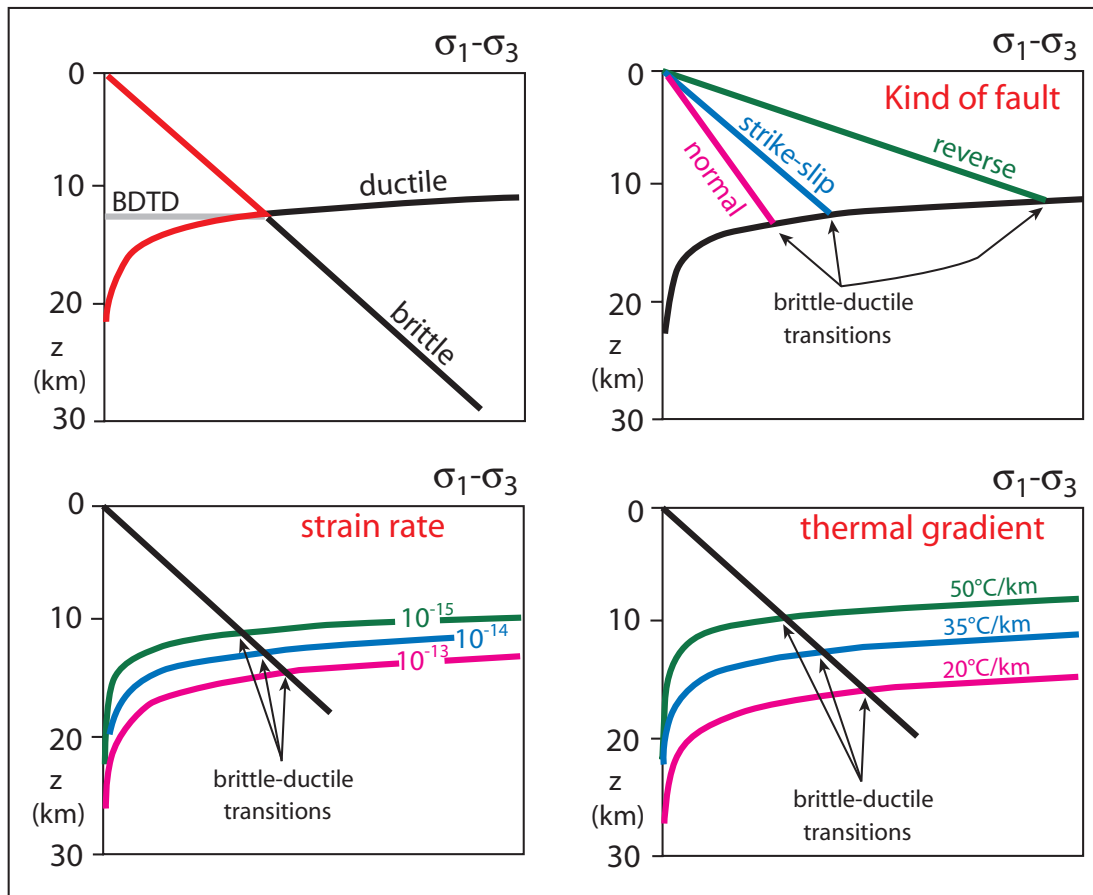 σ1-σ3
0
10
20
z
(km)
30
BDTD
ductile
brittle
σ1-σ3
0
10
20
z
(km)
30
Kind of fault
normal
strike-slip
reverse
brittle-ductile
transitions
σ1-σ3
0
10
20
z
(km)
30
strain rate
10⁻¹⁵
10⁻¹⁴
10⁻¹³
brittle-ductile
transitions
σ1-σ3
0
10
20
z
(km)
30
thermal gradient
50°C/km
35°C/km
20°C/km
brittle-ductile
transitions